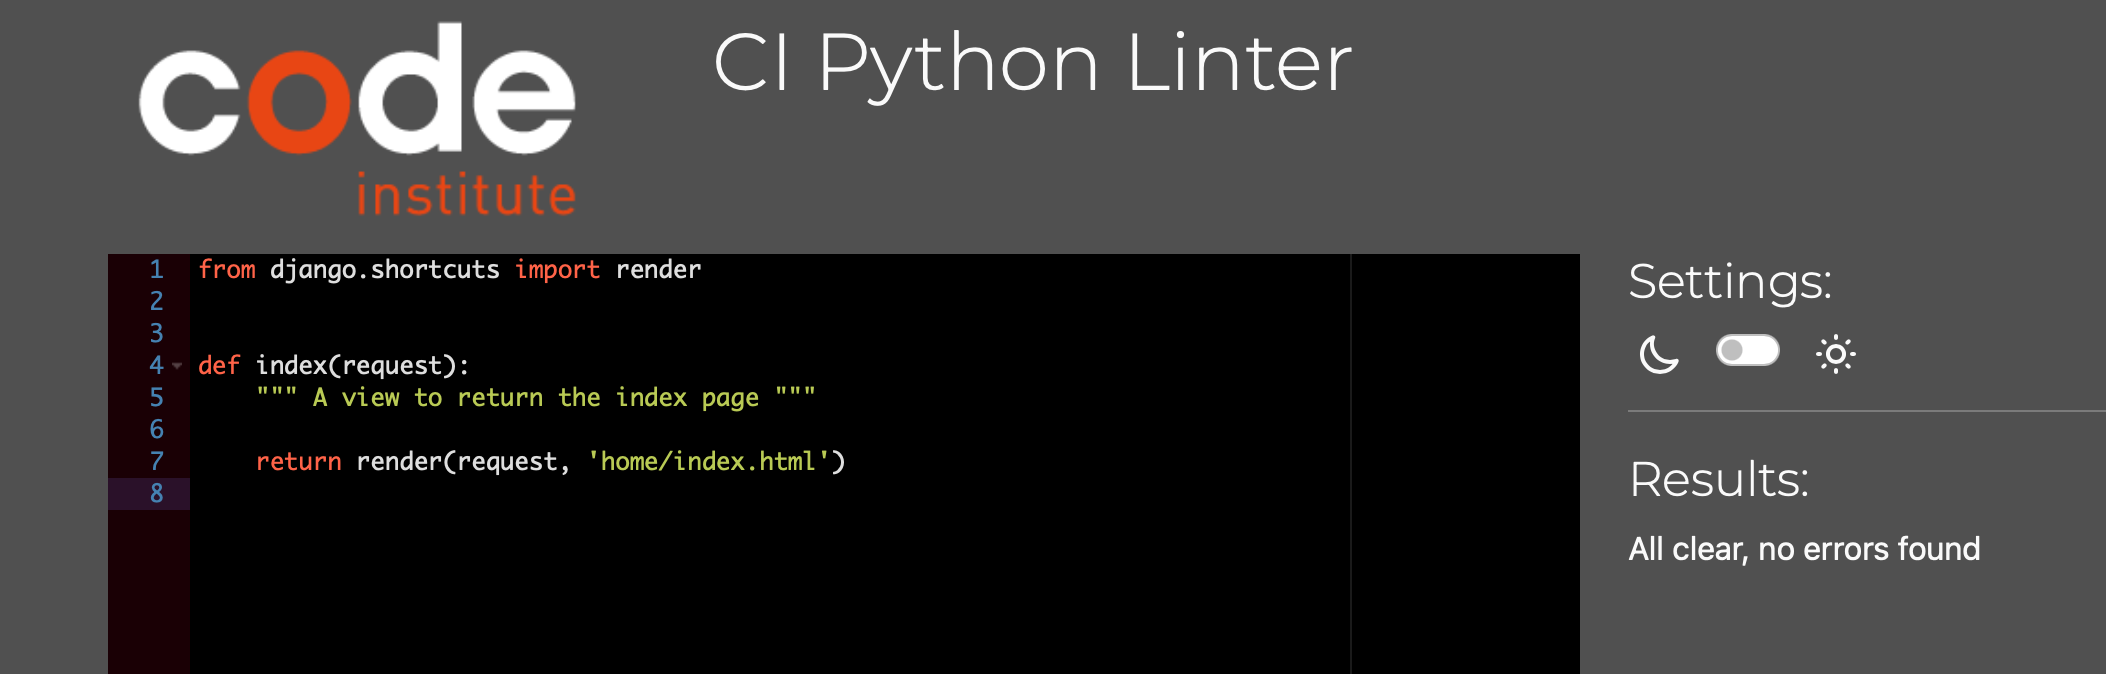 code
institute
CI Python Linter
1 from django.shortcuts import render
2
3
4 def index(request):
5     """ A view to return the index page """
6
7     return render(request, 'home/index.html')
8
Settings:
Results:
All clear, no errors found